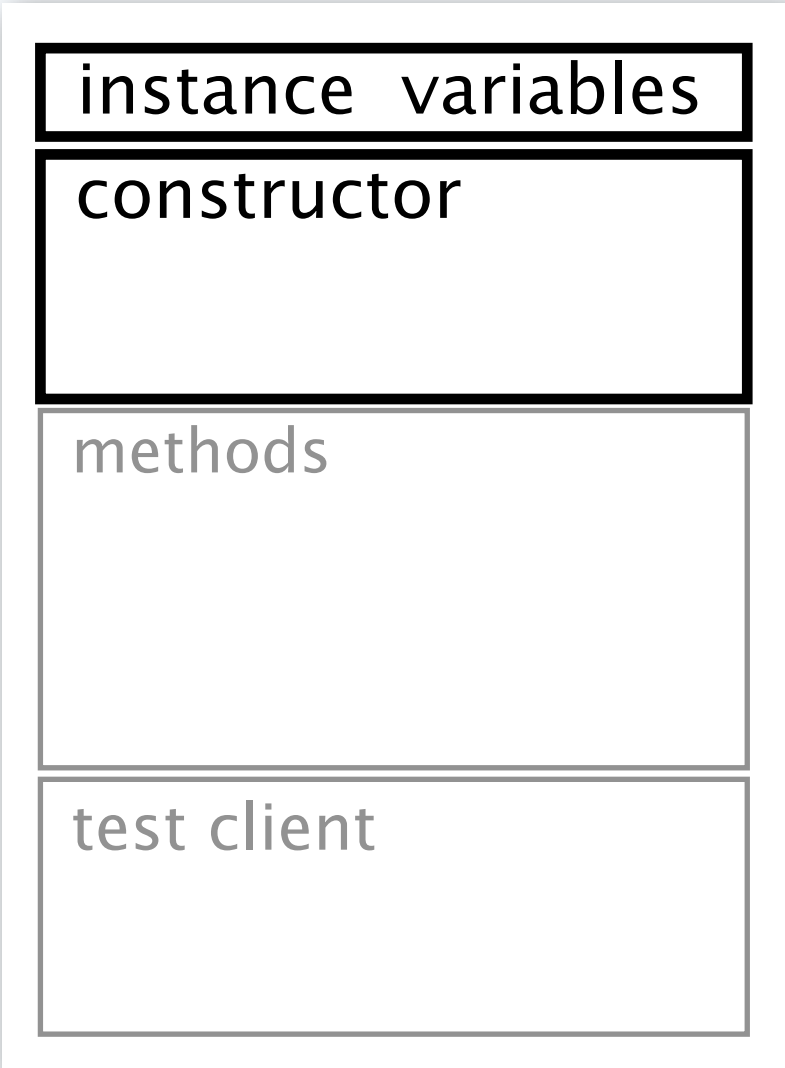 instance variables
constructor
methods
test client